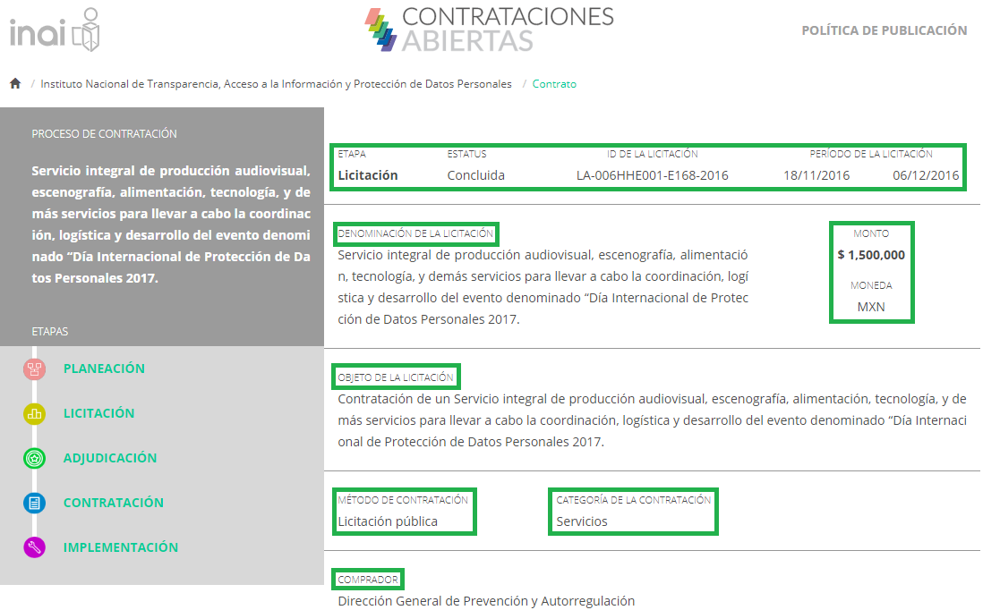 inai
CONTRATACIONES
ABIERTAS
POLÍTICA DE PUBLICACIÓN
/ Instituto Nacional de Transparencia, Acceso a la Información y Protección de Datos Personales / Contrato
PROCESO DE CONTRATACIÓN
Servicio integral de producción audiovisual,
escenografía, alimentación, tecnología, y de
más servicios para llevar a cabo la coordinac
ión, logística y desarrollo del evento denomi
nado “Día Internacional de Protección de Da
tos Personales 2017.
ETAPAS
PLANEACIÓN
LICITACIÓN
ADJUDICACIÓN
CONTRATACIÓN
IMPLEMENTACIÓN
ETAPA ESTATUS ID DE LA LICITACIÓN PERÍODO DE LA LICITACIÓN
Licitación Concluida LA-006HHE001-E168-2016 18/11/2016 06/12/2016
DENOMINACIÓN DE LA LICITACIÓN
Servicio integral de producción audiovisual, escenografía, alimentació
n, tecnología, y demás servicios para llevar a cabo la coordinación, logí
stica y desarrollo del evento denominado “Día Internacional de Protec
ción de Datos Personales 2017.
MONTO
$ 1,500,000
MONEDA
MXN
OBJETO DE LA LICITACIÓN
Contratación de un Servicio integral de producción audiovisual, escenografía, alimentación, tecnología, y de
más servicios para llevar a cabo la coordinación, logística y desarrollo del evento denominado “Día Internaci
onal de Protección de Datos Personales 2017.
MÉTODO DE CONTRATACIÓN CATEGORÍA DE LA CONTRATACIÓN
Licitación pública Servicios
COMPRADOR
Dirección General de Prevención y Autorregulación